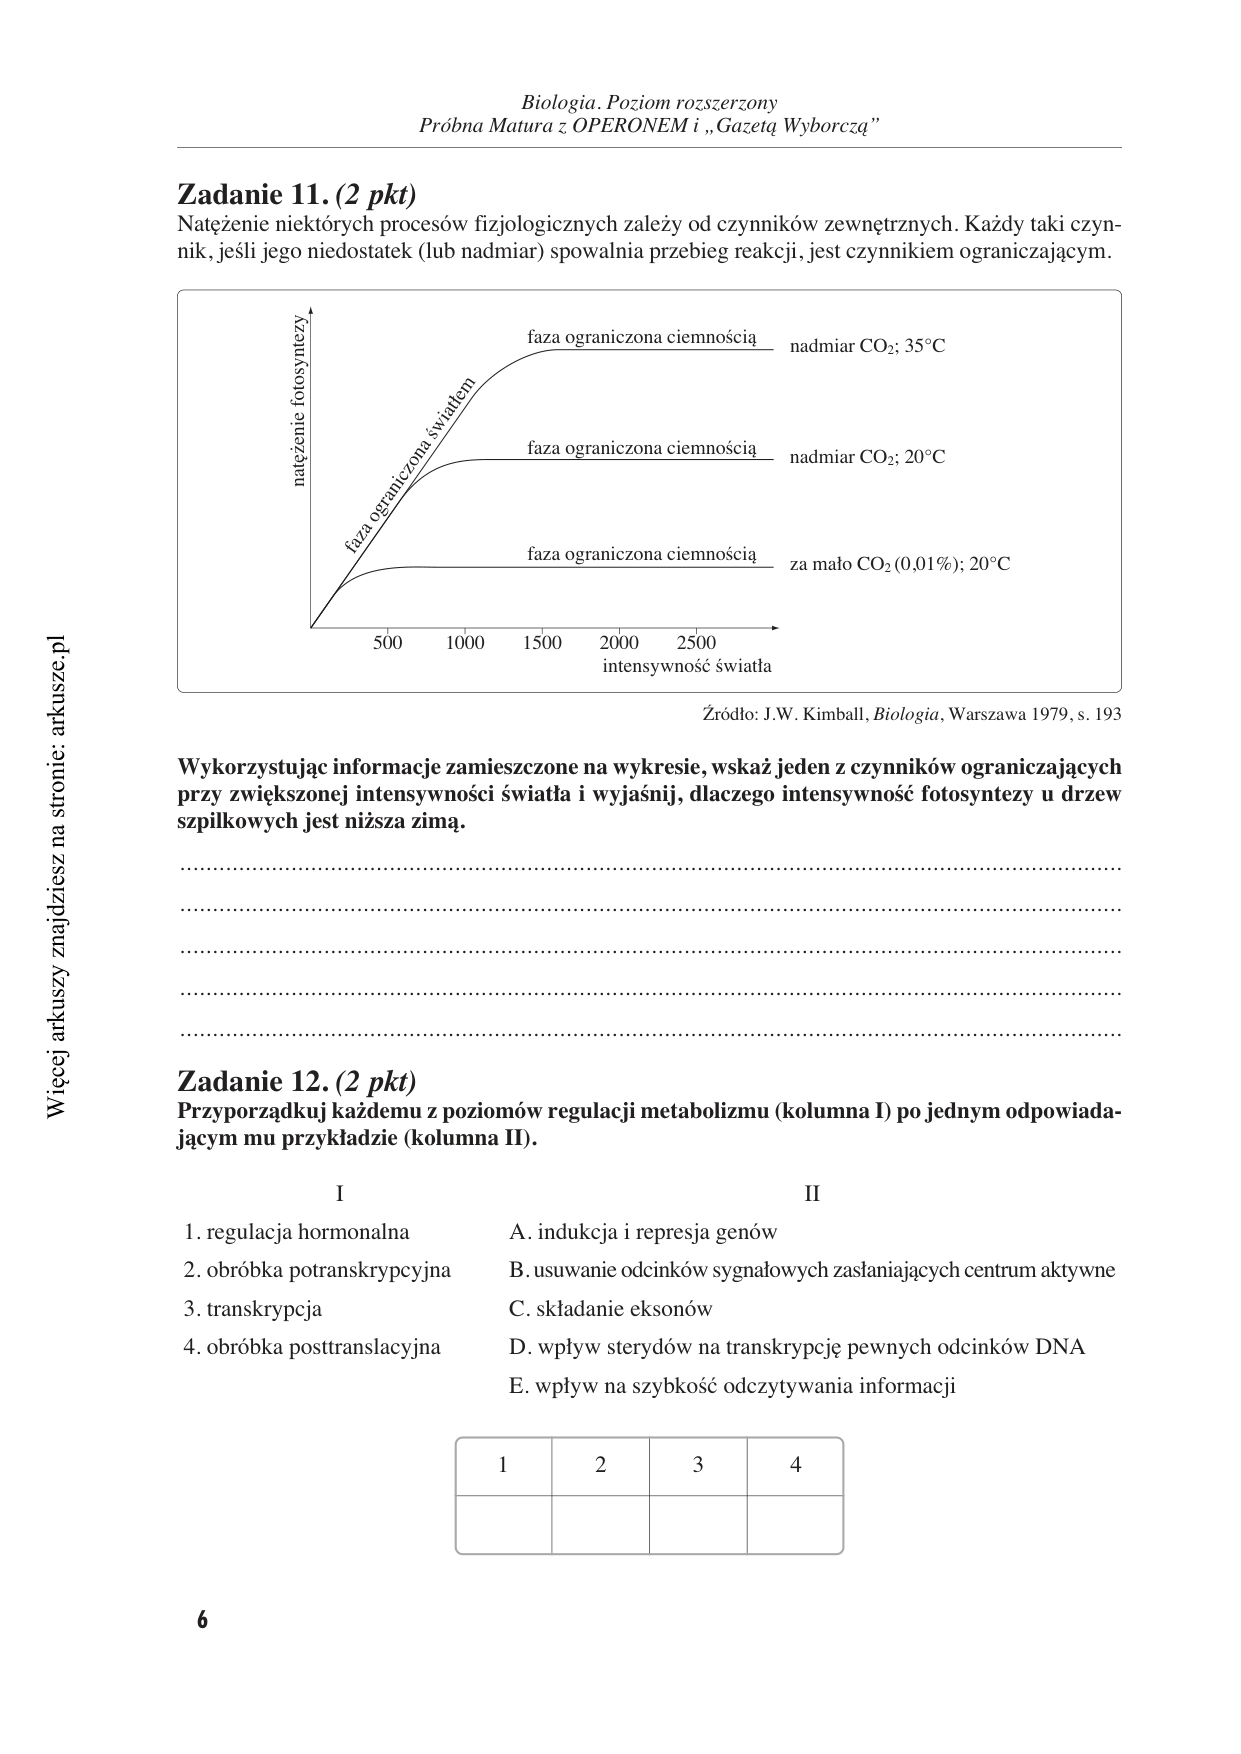 Biologia. Poziom rozszerzony
Próbna Matura z OPERONEM i „Gazetą Wyborczą”
Zadanie 11. (2 pkt)
Natężenie niektórych procesów fizjologicznych zależy od czynników zewnętrznych. Każdy taki czyn-
nik, jeśli jego niedostatek (lub nadmiar) spowalnia przebieg reakcji, jest czynnikiem ograniczającym.
natężenie fotosyntezy
faza ograniczona światłem
faza ograniczona ciemnością
nadmiar CO₂; 35°C
faza ograniczona ciemnością
nadmiar CO₂; 20°C
faza ograniczona ciemnością
za mało CO₂ (0,01%); 20°C
500 1000 1500 2000 2500
intensywność światła
Źródło: J.W. Kimball, Biologia, Warszawa 1979, s. 193
Wykorzystując informacje zamieszczone na wykresie, wskaż jeden z czynników ograniczających
przy zwiększonej intensywności światła i wyjaśnij, dlaczego intensywność fotosyntezy u drzew
szpilkowych jest niższa zimą.
Zadanie 12. (2 pkt)
Przyporządkuj każdemu z poziomów regulacji metabolizmu (kolumna I) po jednym odpowiada-
jącym mu przykładzie (kolumna II).
I II
1. regulacja hormonalna A. indukcja i represja genów
2. obróbka potranskrypcyjna B. usuwanie odcinków sygnałowych zasłaniających centrum aktywne
3. transkrypcja C. składanie eksonów
4. obróbka posttranslacyjna D. wpływ sterydów na transkrypcję pewnych odcinków DNA
E. wpływ na szybkość odczytywania informacji
1 2 3 4
6
Więcej arkuszy znajdziesz na stronie: arkusze.pl